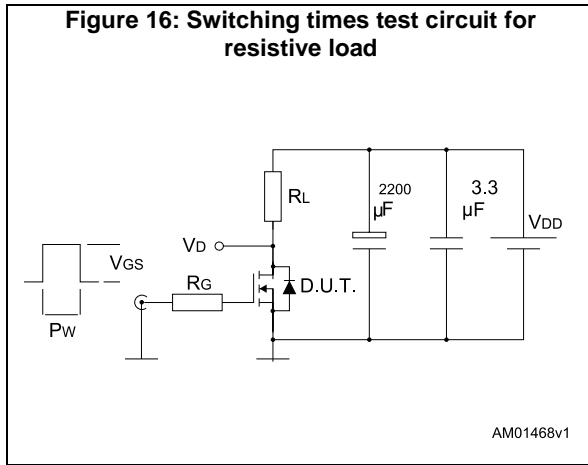 Figure 16: Switching times test circuit for
resistive load
RL
2200
μF
3.3
μF
VDD
VD
VGS
RG
D.U.T.
PW
AM01468v1